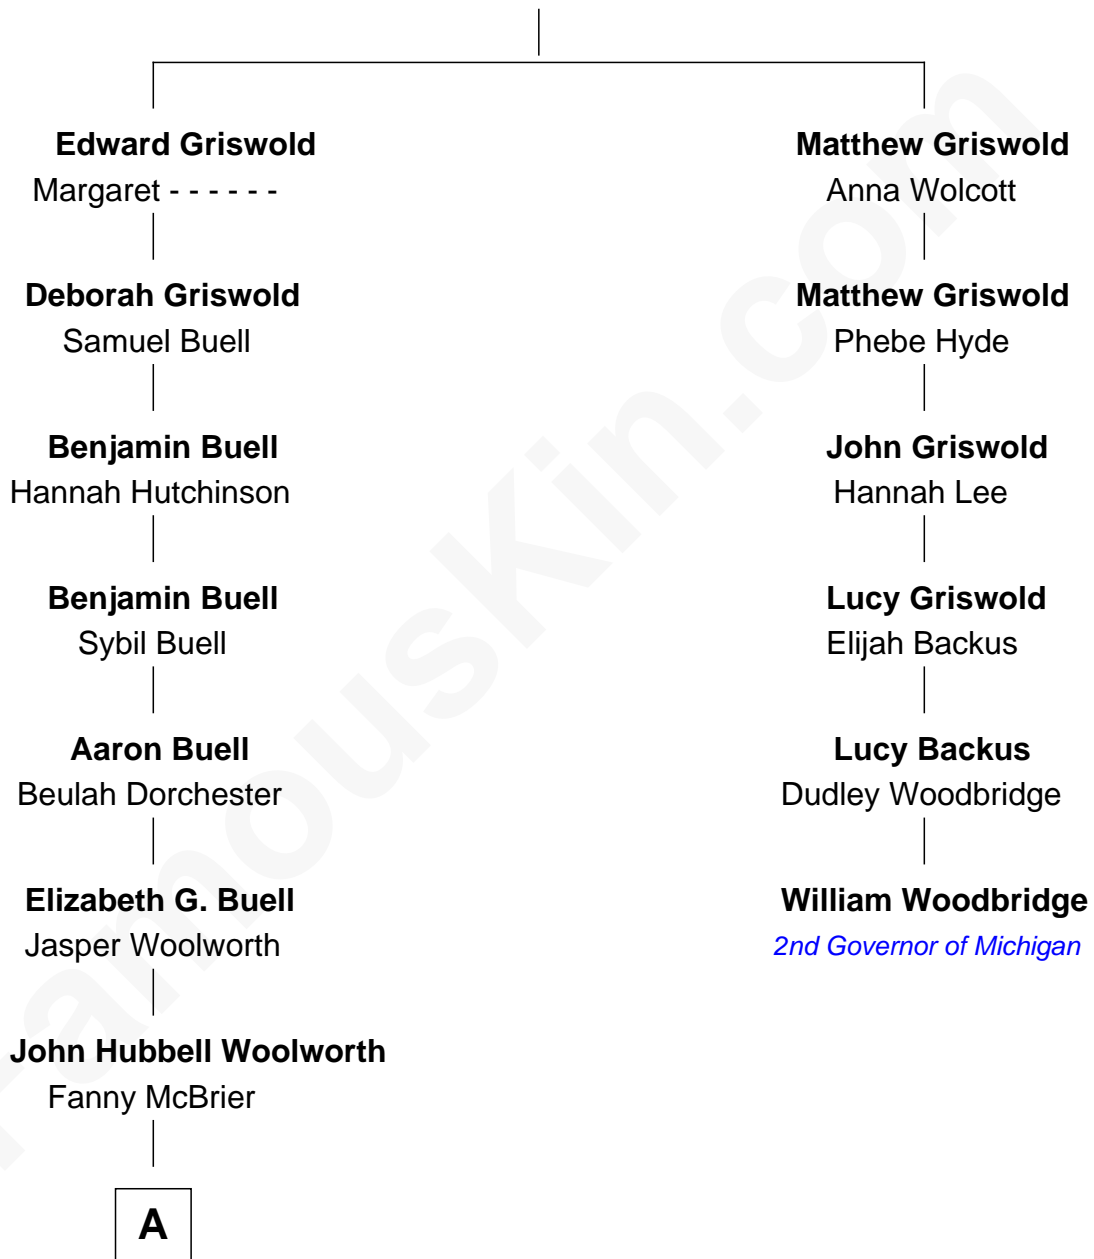 Edward Griswold
Margaret - - - - - -
Deborah Griswold
Samuel Buell
Benjamin Buell
Hannah Hutchinson
Benjamin Buell
Sybil Buell
Aaron Buell
Beulah Dorchester
Elizabeth G. Buell
Jasper Woolworth
John Hubbell Woolworth
Fanny McBrier
A
Matthew Griswold
Anna Wolcott
Matthew Griswold
Phebe Hyde
John Griswold
Hannah Lee
Lucy Griswold
Elijah Backus
Lucy Backus
Dudley Woodbridge
William Woodbridge
2nd Governor of Michigan
FamousKin.com